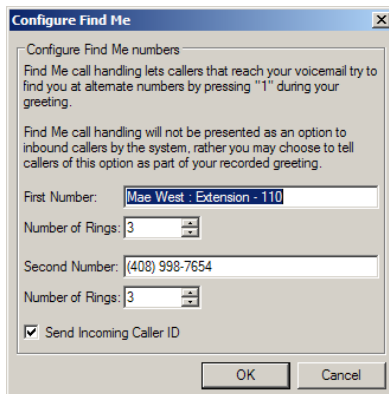 Configure Find Me
Configure Find Me numbers
Find Me call handling lets callers that reach your voicemail try to
find you at alternate numbers by pressing "1" during your
greeting.
Find Me call handling will not be presented as an option to
inbound callers by the system, rather you may choose to tell
callers of this option as part of your recorded greeting.
First Number: Mae West : Extension - 110
Number of Rings: 3
Second Number: (408) 998-7654
Number of Rings: 3
Send Incoming Caller ID
OK Cancel